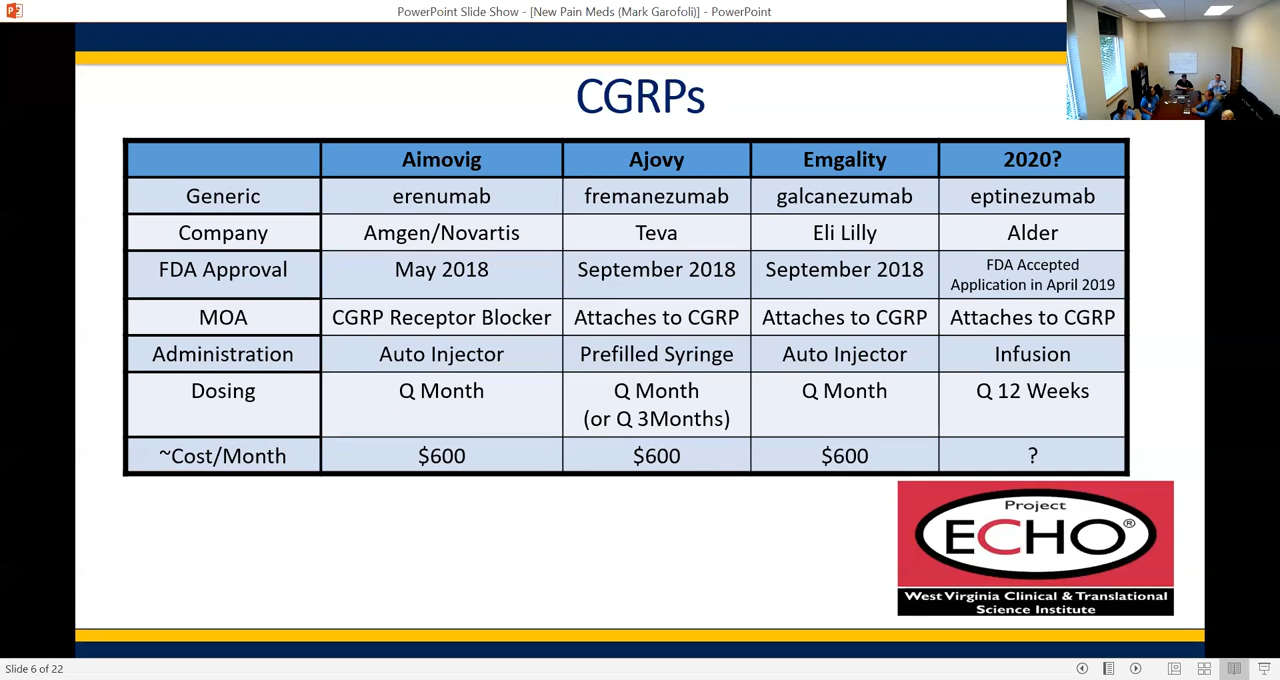 PowerPoint Slide Show - [New Pain Meds (Mark Garofoli)] - PowerPoint
CGRPs
Aimovig Ajovy Emgality 2020?
Generic erenumab fremanezumab galcanezumab eptinezumab
Company Amgen/Novartis Teva Eli Lilly Alder
FDA Approval May 2018 September 2018 September 2018 FDA Accepted
Application in April 2019
MOA CGRP Receptor Blocker Attaches to CGRP Attaches to CGRP Attaches to CGRP
Administration Auto Injector Prefilled Syringe Auto Injector Infusion
Dosing Q Month Q Month Q Month Q 12 Weeks
(or Q 3Months)
~Cost/Month $600 $600 $600 ?
Project
ECHO®
West Virginia Clinical & Translational
Science Institute
Slide 6 of 22